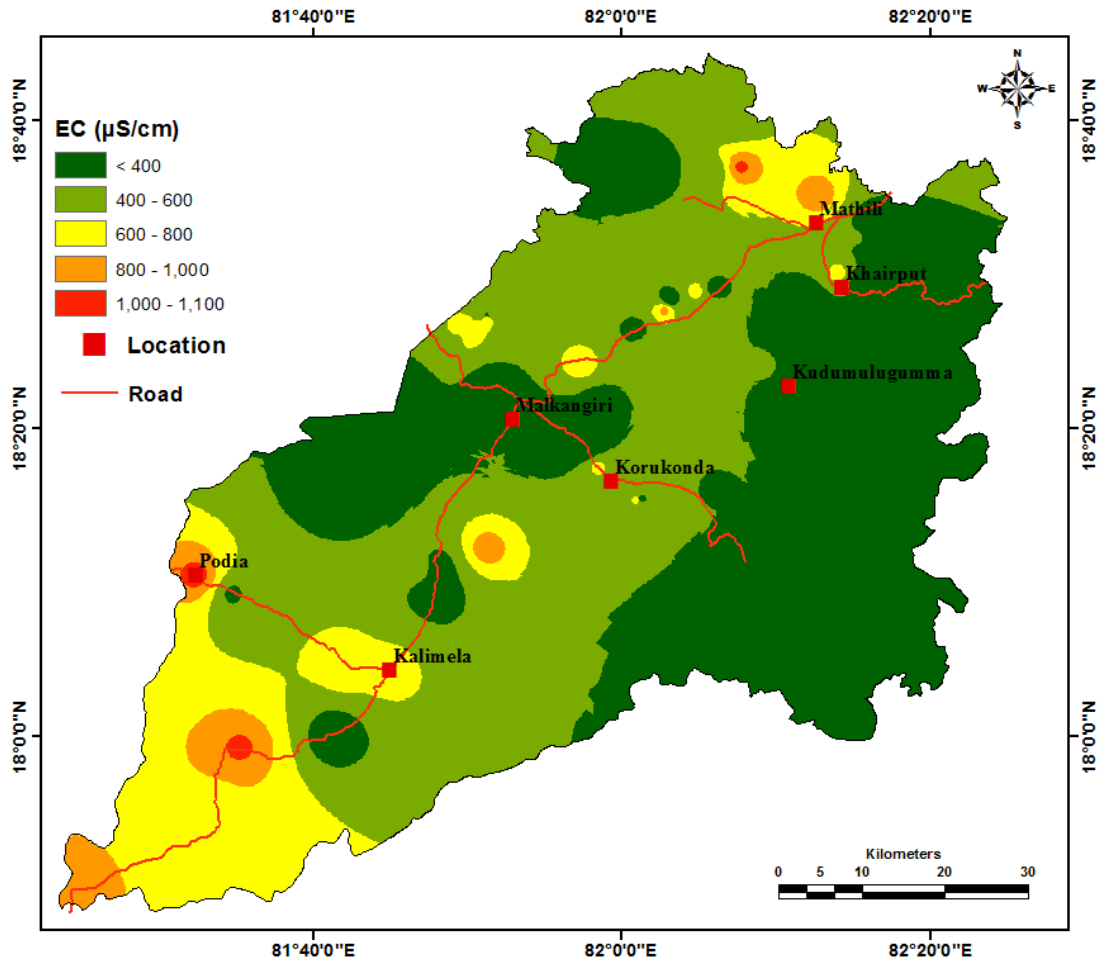 81°40'0"E 82°0'0"E 82°20'0"E
N
W E
S
18°40'0"N 18°40'0"N
EC (µS/cm)
< 400
400 - 600
600 - 800
800 - 1,000
1,000 - 1,100
Location
Road
Mathili
Khairput
Kudumulugumma
Malkangiri
18°20'0"N 18°20'0"N
Korukonda
Podia
Kalimela
18°0'0"N 18°0'0"N
Kilometers
0 5 10 20 30
81°40'0"E 82°0'0"E 82°20'0"E